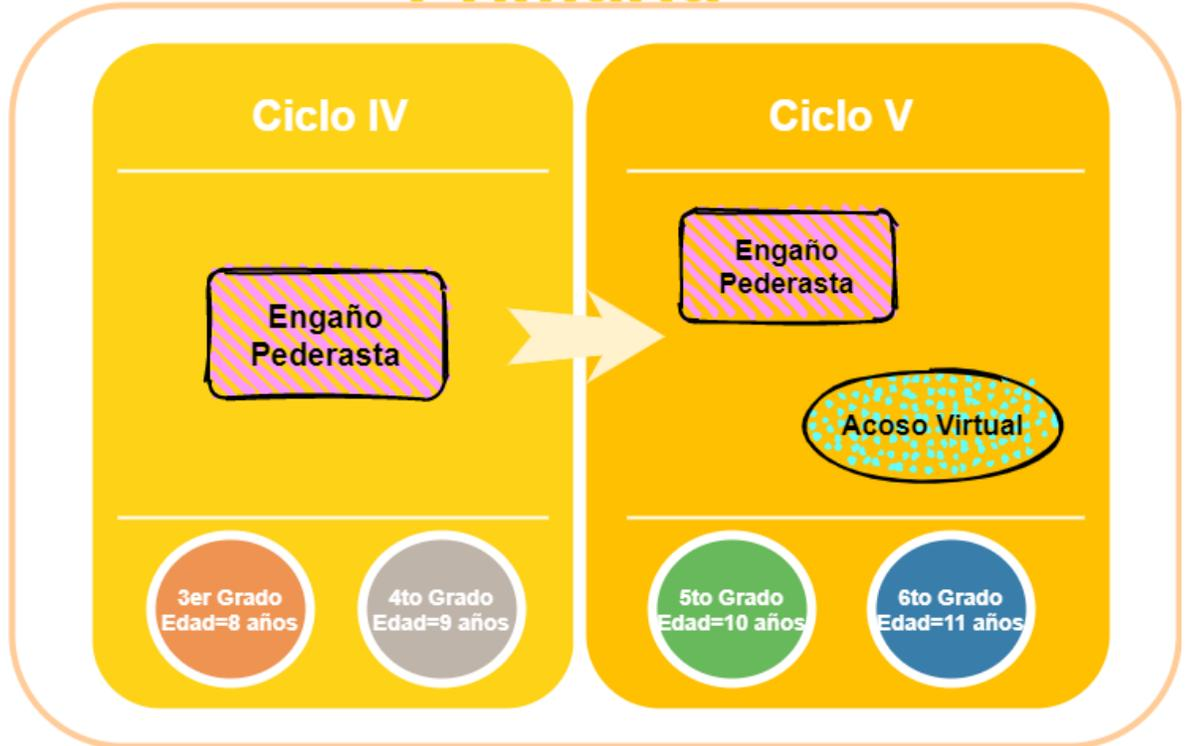 Ciclo IV
Engaño
Pederasta
3er Grado
Edad=8 años
4to Grado
Edad=9 años
Ciclo V
Engaño
Pederasta
Acoso Virtual
5to Grado
Edad=10 años
6to Grado
Edad=11 años